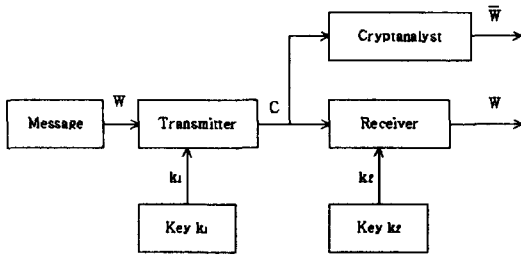 W̅
Cryptanalyst
W
C
W
Message
Transmitter
Receiver
k₁
k₂
Key k₁
Key k₂